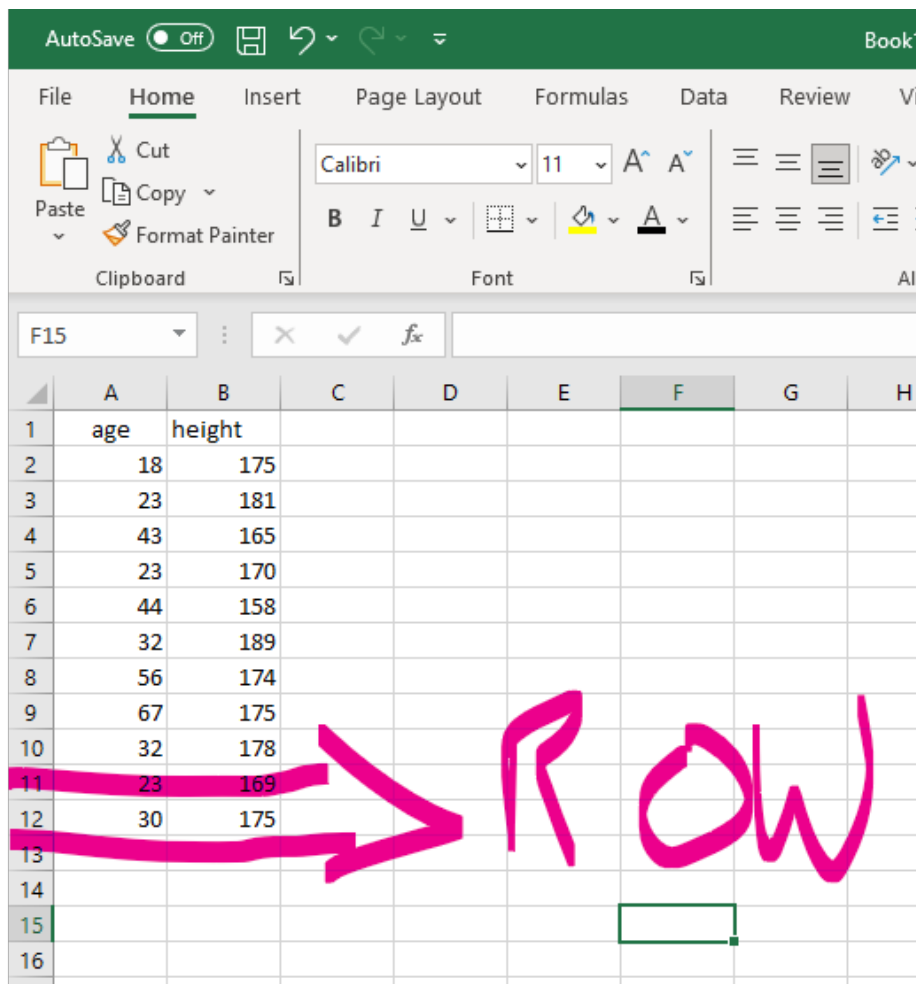 AutoSave Off Book1
File Home Insert Page Layout Formulas Data Review Vi
Paste
Cut
Copy
Format Painter
Clipboard
Calibri 11 A A
B I U A
Font
Al
F15 fx
A B C D E F G H
1 age height
2 18 175
3 23 181
4 43 165
5 23 170
6 44 158
7 32 189
8 56 174
9 67 175
10 32 178
11 23 169
12 30 175
13
14
15
16
ROW